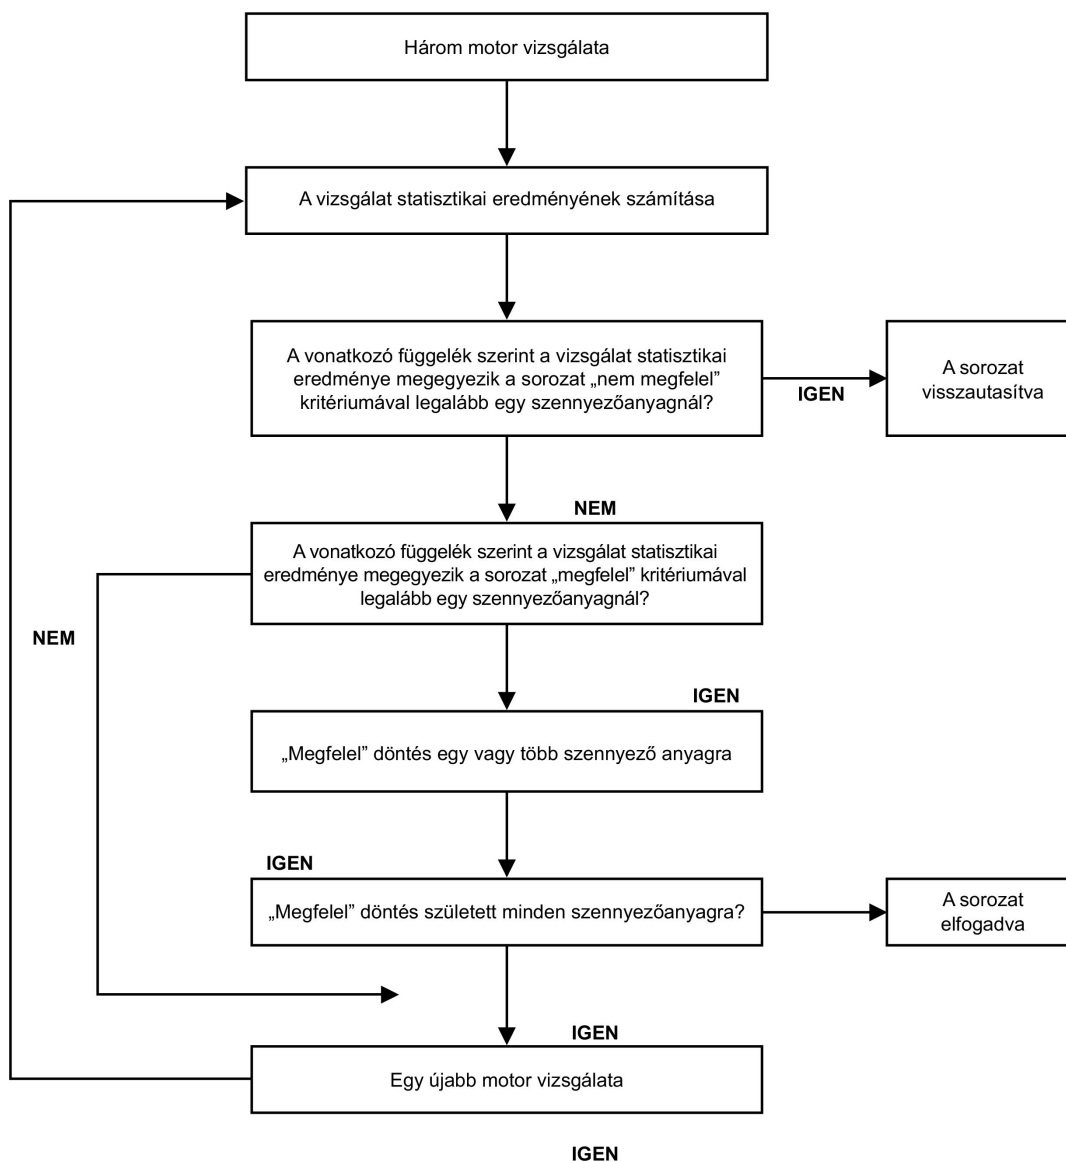 Három motor vizsgálata
A vizsgálat statisztikai eredményének számítása
A vonatkozó függelék szerint a vizsgálat statisztikai
eredménye megegyezik a sorozat „nem megfelel”
kritériumával legalább egy szennyezőanyagnál?
IGEN
A sorozat
visszautasítva
NEM
A vonatkozó függelék szerint a vizsgálat statisztikai
eredménye megegyezik a sorozat „megfelel” kritériumával
legalább egy szennyezőanyagnál?
NEM
IGEN
„Megfelel” döntés egy vagy több szennyező anyagra
IGEN
„Megfelel” döntés született minden szennyezőanyagra?
A sorozat
elfogadva
IGEN
Egy újabb motor vizsgálata
IGEN